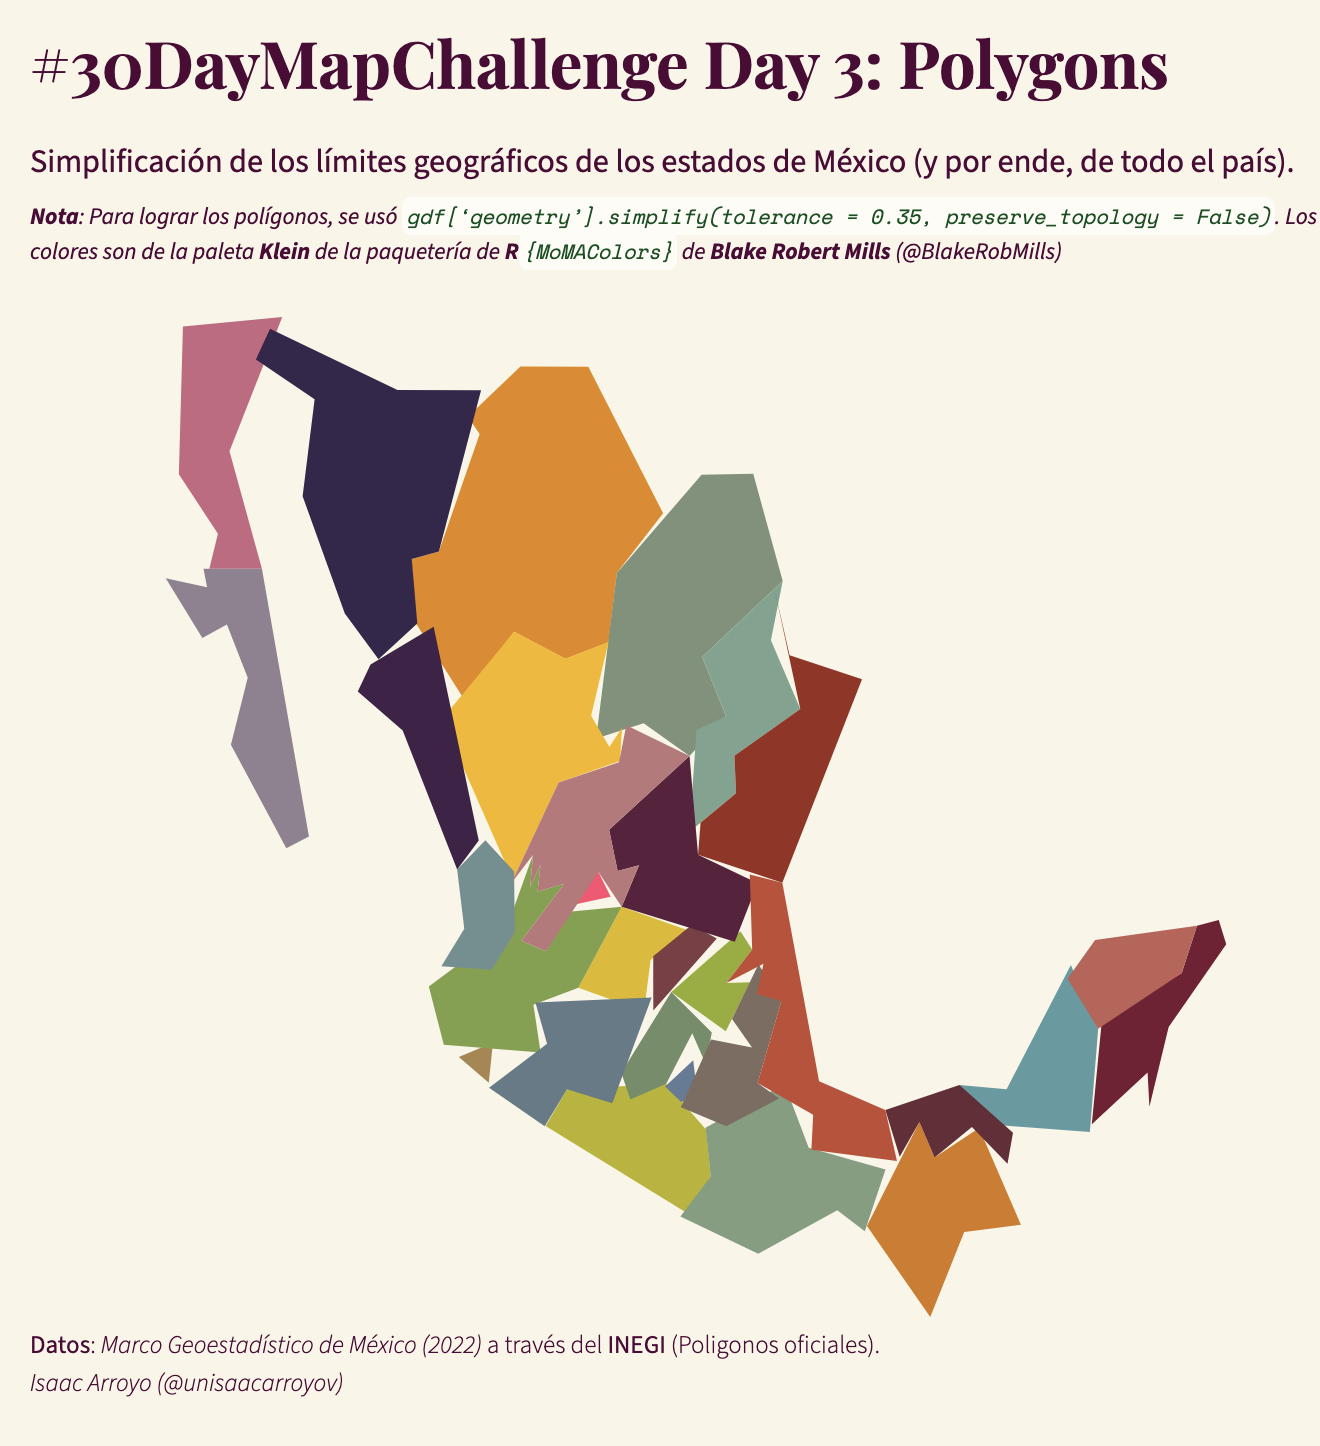 #30DayMapChallenge Day 3: Polygons
Simplificación de los límites geográficos de los estados de México (y por ende, de todo el país).
Nota: Para lograr los polígonos, se usó gdf[‘geometry’].simplify(tolerance = 0.35, preserve_topology = False). Los
colores son de la paleta Klein de la paquetería de R {MoMAColors} de Blake Robert Mills (@BlakeRobMills)
Datos: Marco Geoestadístico de México (2022) a través del INEGI (Poligonos oficiales).
Isaac Arroyo (@unisaacarroyov)